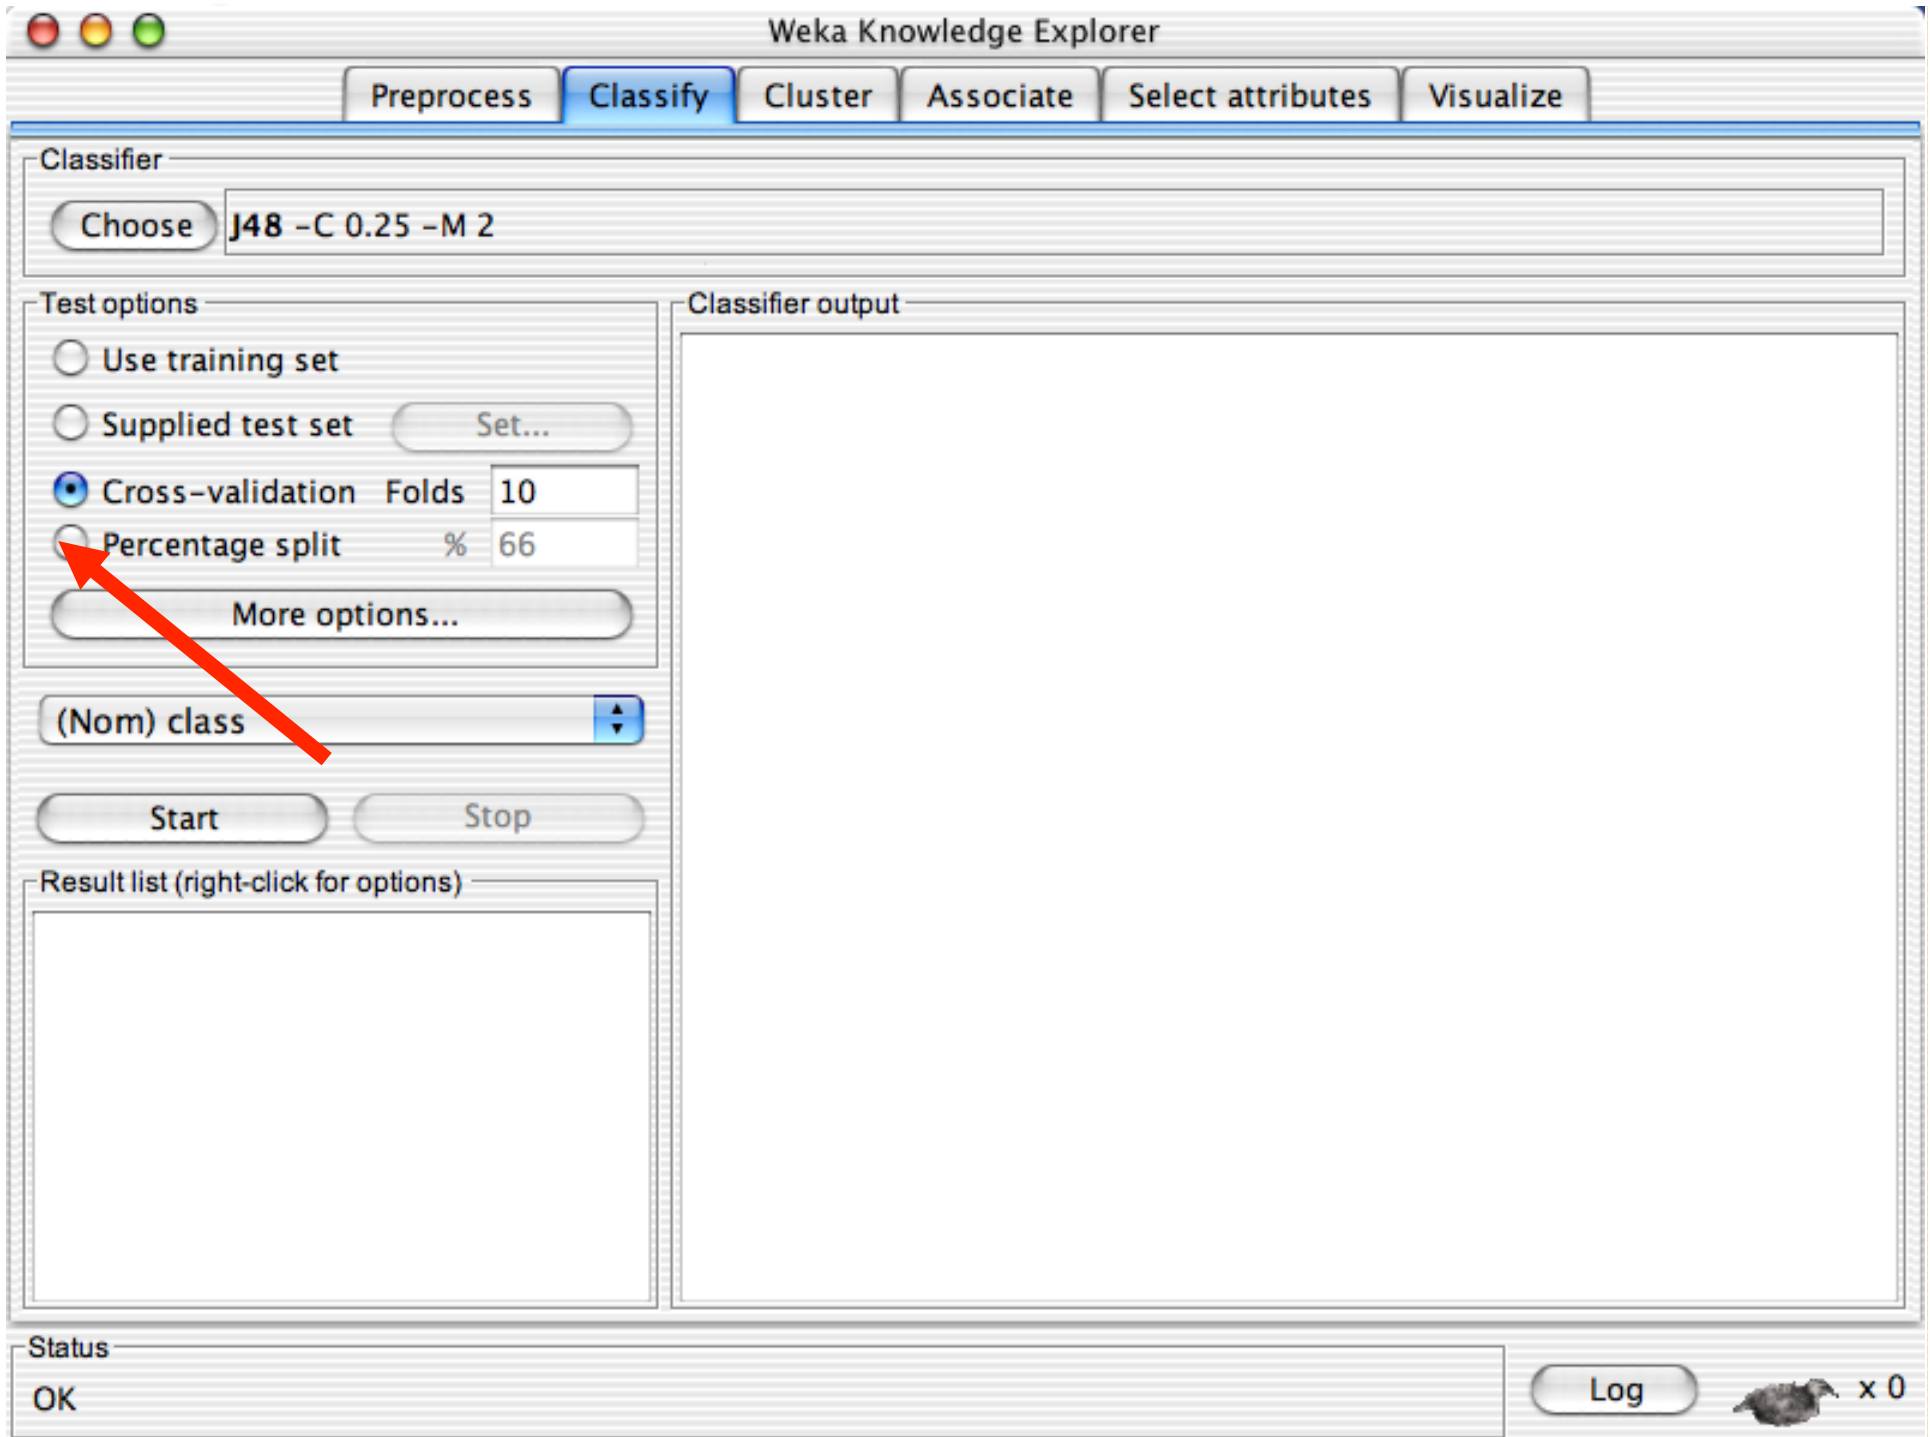 Weka Knowledge Explorer
Preprocess Classify Cluster Associate Select attributes Visualize
Classifier
Choose J48 -C 0.25 -M 2
Test options
Use training set
Supplied test set Set...
Cross-validation Folds 10
Percentage split % 66
More options...
(Nom) class
Start Stop
Result list (right-click for options)
Classifier output
Status
OK
Log x 0